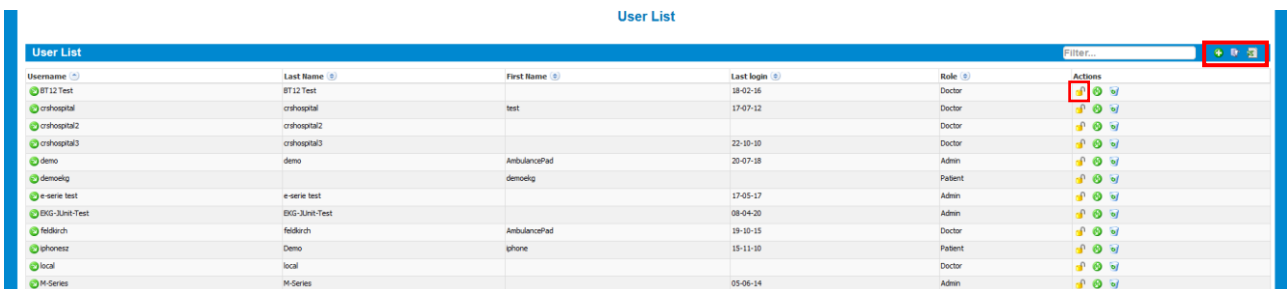 User List
User List Filter...
Username Last Name First Name Last login Role Actions
BT12 Test BT12 Test 18-02-16 Doctor
crshospital crshospital test 17-07-12 Doctor
crshospital2 crshospital2 Doctor
crshospital3 crshospital3 22-10-10 Doctor
demo demo AmbulancePad 20-07-18 Admin
demoekg demoekg Patient
e-serie test e-serie test 17-05-17 Admin
EKG-JUnit-Test EKG-JUnit-Test 08-04-20 Admin
feldkirch feldkirch AmbulancePad 19-10-15 Doctor
iphonesz Demo iphone 15-11-10 Patient
local local Doctor
M-Series M-Series 05-06-14 Admin